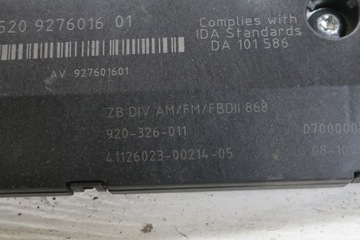 520 9276016 01
Complies with
IDA Standards
DA 101 586
AV 927601601
ZB DIV AM/FM/FBDII 868
920-326-011
0700000
41126023-00214-05
08-10